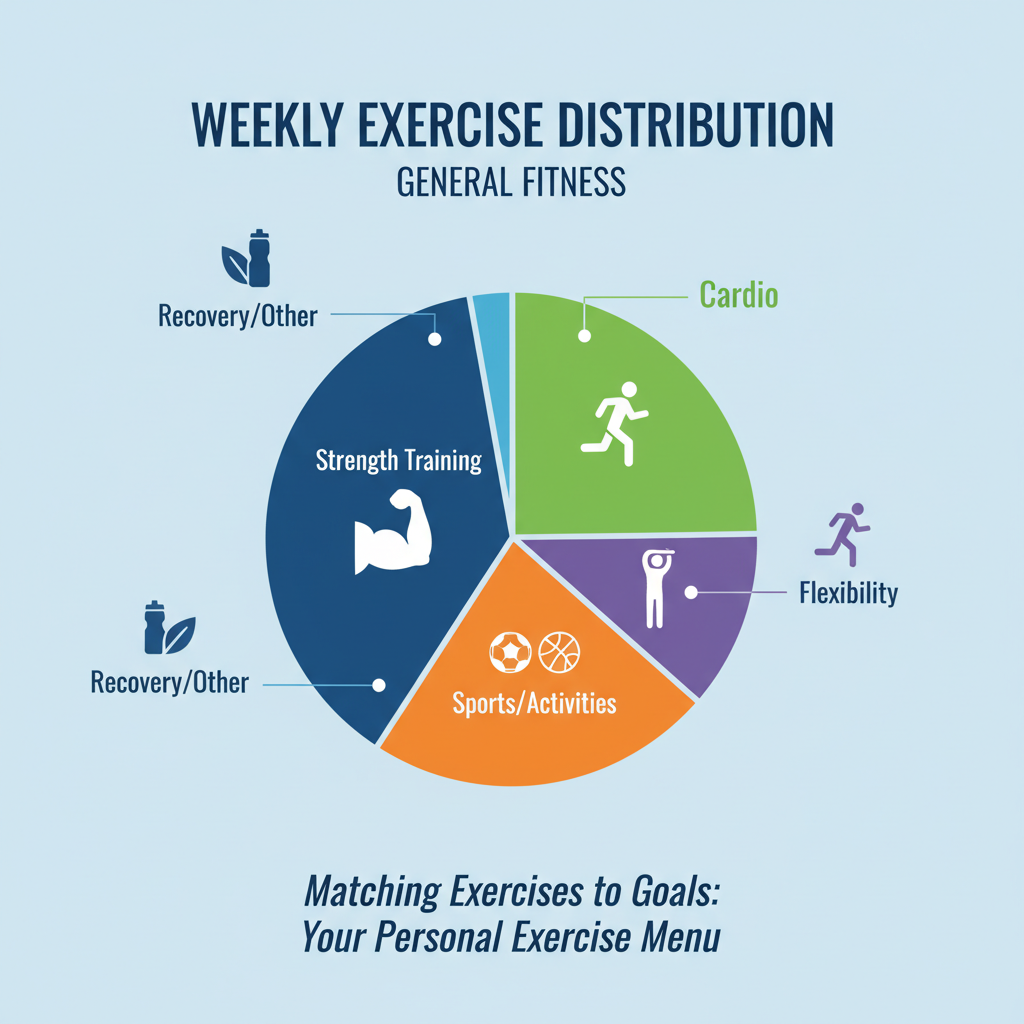 WEEKLY EXERCISE DISTRIBUTION
GENERAL FITNESS
Recovery/Other
Cardio
Strength Training
Flexibility
Recovery/Other
Sports/Activities
Matching Exercises to Goals:
Your Personal Exercise Menu